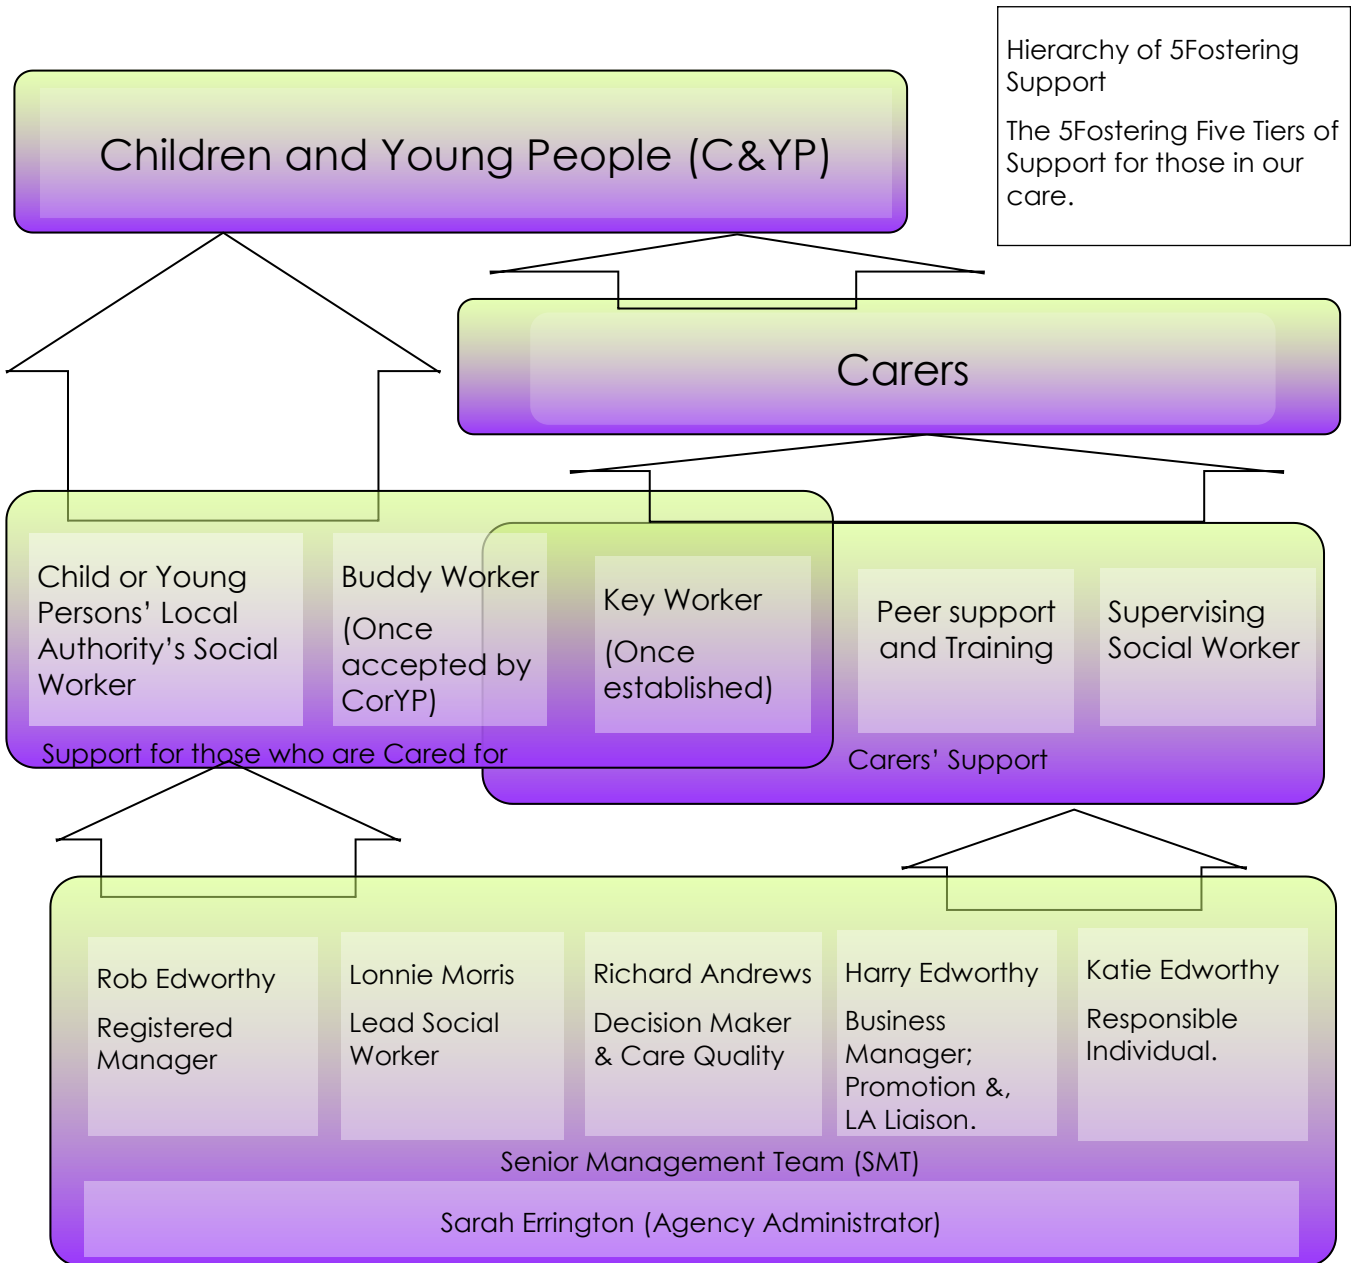 Hierarchy of 5Fostering
Support
The 5Fostering Five Tiers of
Support for those in our
care.
Children and Young People (C&YP)
Carers
Child or Young
Persons' Local
Authority's Social
Worker
Buddy Worker
(Once
accepted by
CorYP)
Key Worker
(Once
established)
Peer support
and Training
Supervising
Social Worker
Support for those who are Cared for
Carers' Support
Rob Edworthy
Registered
Manager
Lonnie Morris
Lead Social
Worker
Richard Andrews
Decision Maker
& Care Quality
Harry Edworthy
Business
Manager;
Promotion &,
LA Liaison.
Katie Edworthy
Responsible
Individual.
Senior Management Team (SMT)
Sarah Errington (Agency Administrator)